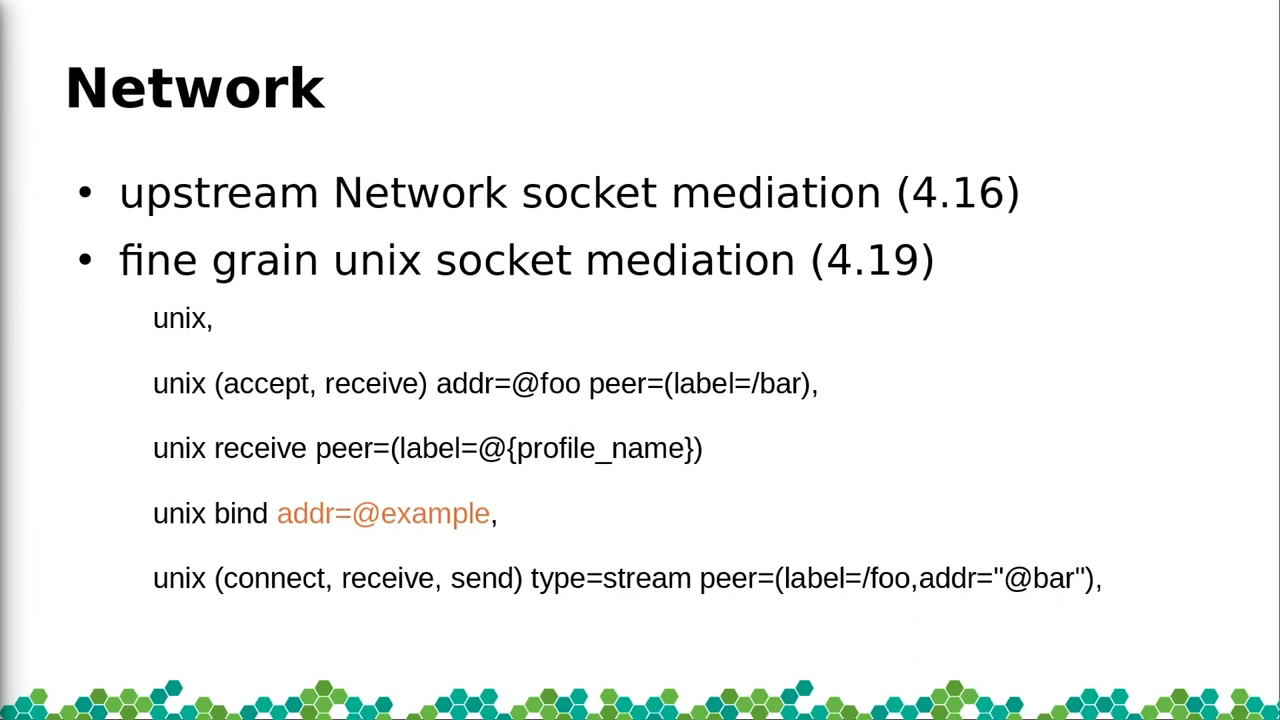 Network
• upstream Network socket mediation (4.16)
• fine grain unix socket mediation (4.19)
unix,
unix (accept, receive) addr=@foo peer=(label=/bar),
unix receive peer=(label=@{profile_name})
unix bind addr=@example,
unix (connect, receive, send) type=stream peer=(label=/foo,addr="@bar"),